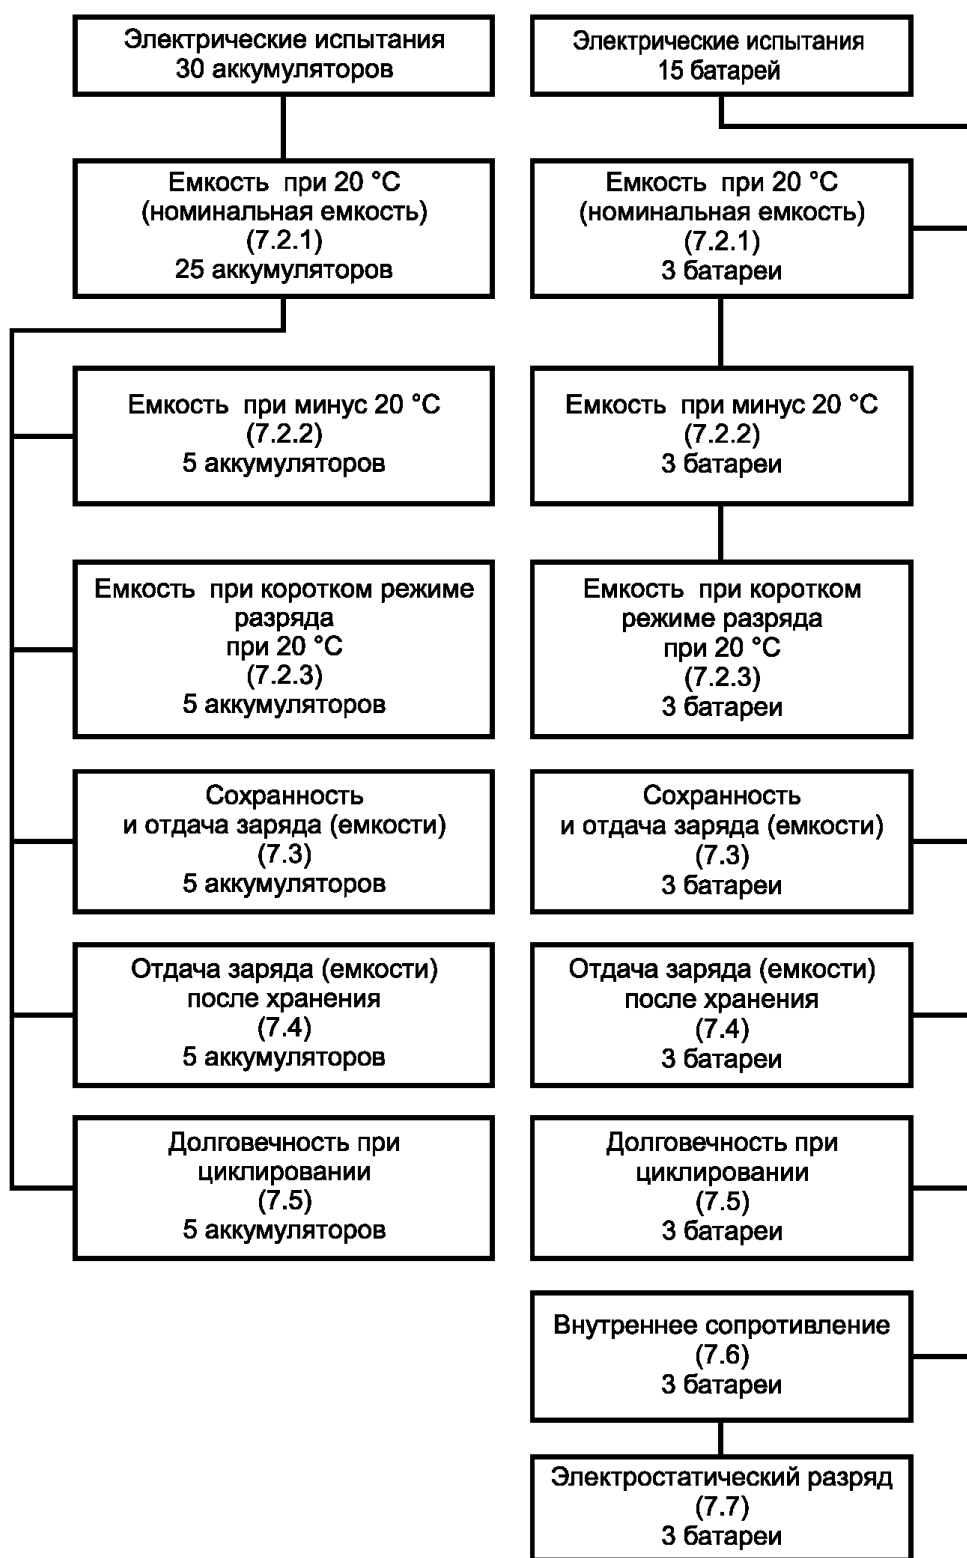 Электрические испытания
30 аккумуляторов
Емкость при 20 °С
(номинальная емкость)
(7.2.1)
25 аккумуляторов
Емкость при минус 20 °С
(7.2.2)
5 аккумуляторов
Емкость при коротком режиме
разряда
при 20 °С
(7.2.3)
5 аккумуляторов
Сохранность
и отдача заряда (емкости)
(7.3)
5 аккумуляторов
Отдача заряда (емкости)
после хранения
(7.4)
5 аккумуляторов
Долговечность при
циклировании
(7.5)
5 аккумуляторов
Электрические испытания
15 батарей
Емкость при 20 °С
(номинальная емкость)
(7.2.1)
3 батареи
Емкость при минус 20 °С
(7.2.2)
3 батареи
Емкость при коротком
режиме разряда
при 20 °С
(7.2.3)
3 батареи
Сохранность
и отдача заряда (емкости)
(7.3)
3 батареи
Отдача заряда (емкости)
после хранения
(7.4)
3 батареи
Долговечность при
циклировании
(7.5)
3 батареи
Внутреннее сопротивление
(7.6)
3 батареи
Электростатический разряд
(7.7)
3 батареи